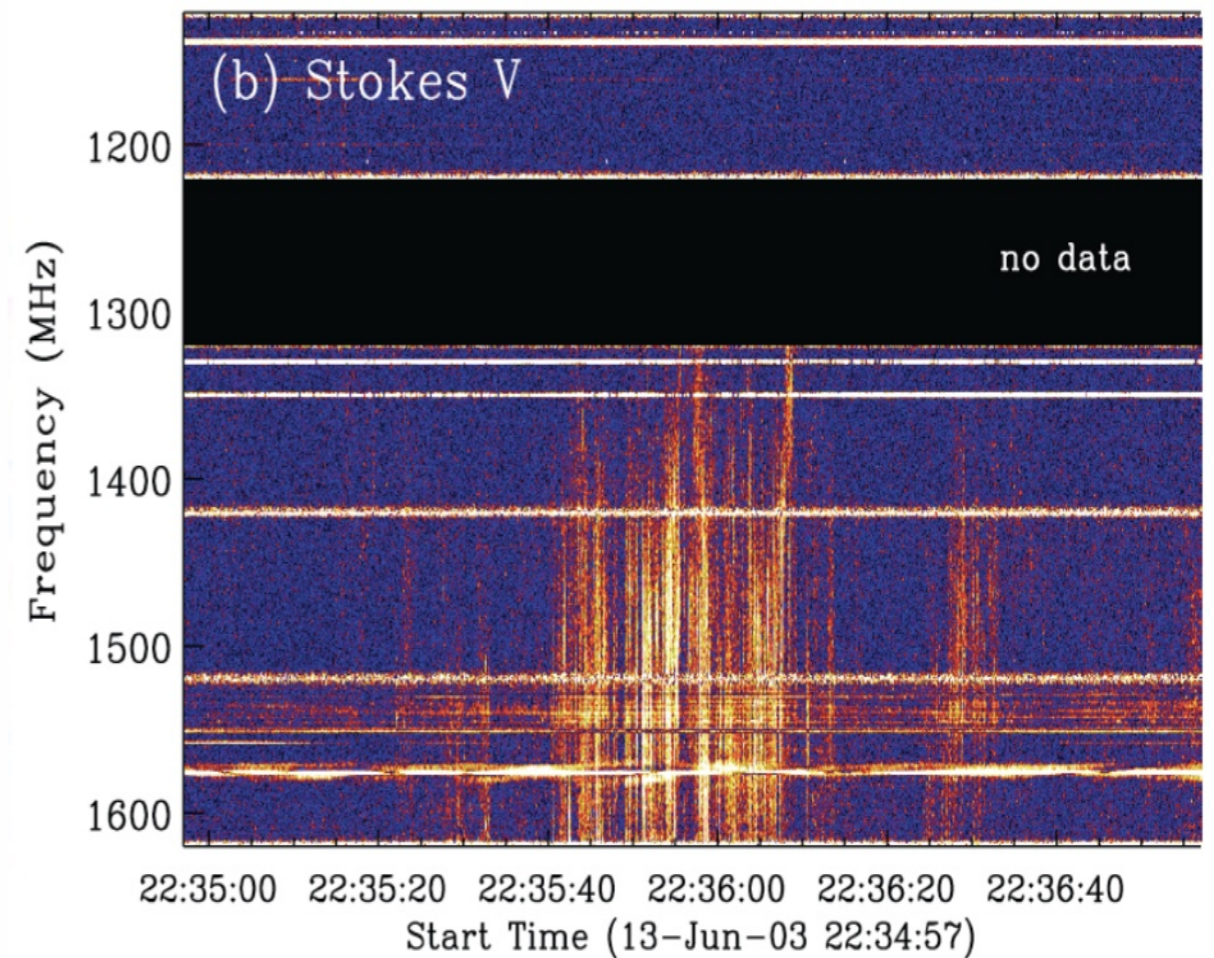 (b) Stokes V
1200
no data
1300
1400
1500
1600
Frequency (MHz)
22:35:00 22:35:20 22:35:40 22:36:00 22:36:20 22:36:40
Start Time (13-Jun-03 22:34:57)